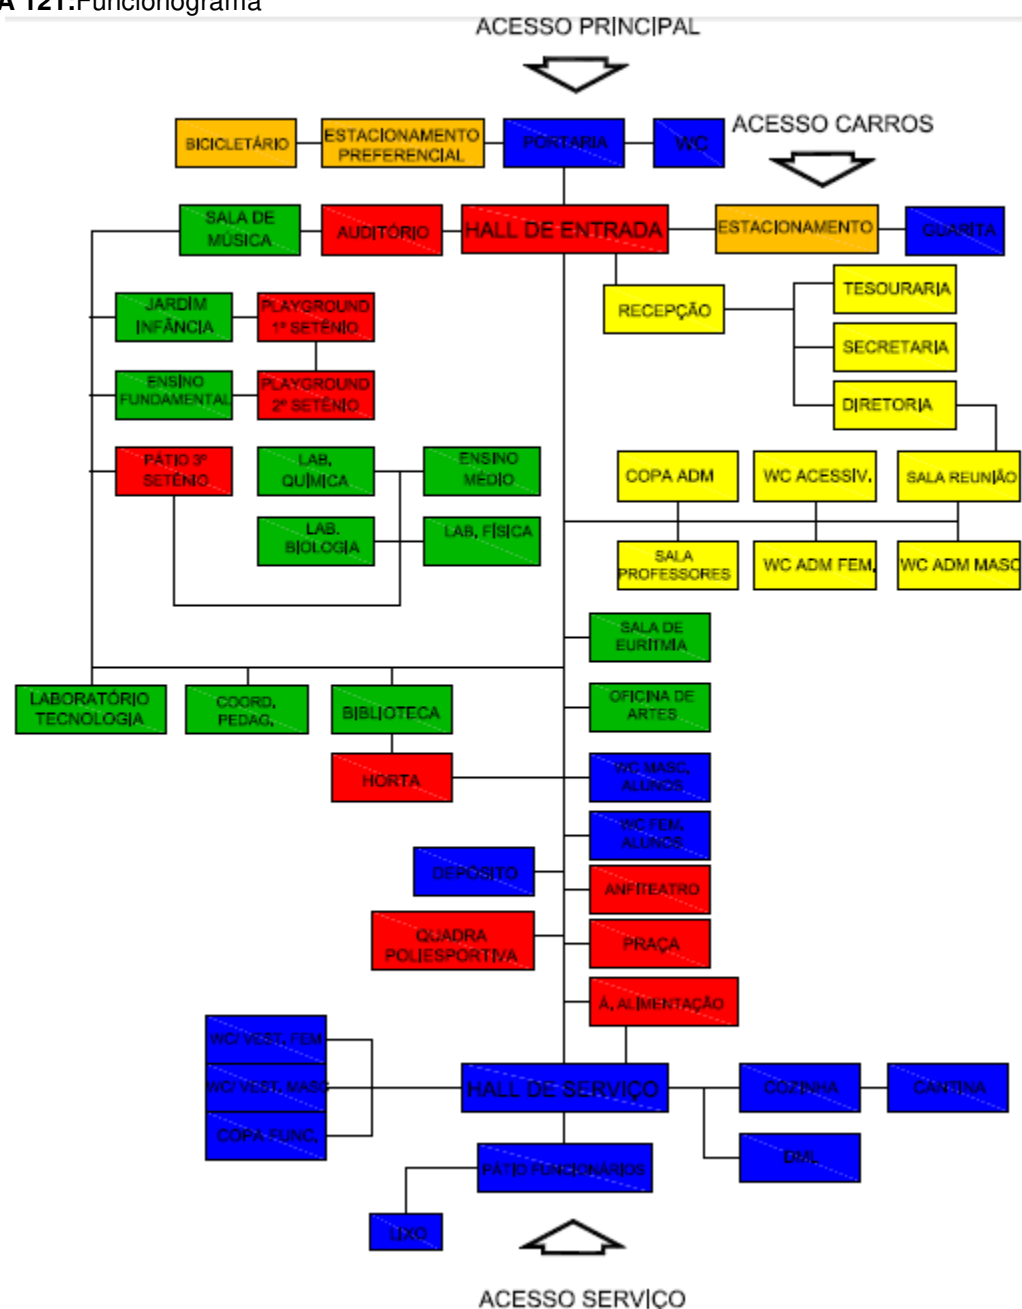 A 121:Funcionograma
ACESSO PRINCIPAL
ACESSO CARROS
BICICLETÁRIO
ESTACIONAMENTO
PREFERENCIAL
PORTARIA
WC
SALA DE
MÚSICA
AUDITÓRIO
HALL DE ENTRADA
ESTACIONAMENTO
GUARITA
RECEPÇÃO
TESOURARIA
SECRETARIA
DIRETORIA
JARDIM
INFÂNCIA
PLAYGROUND
1º SETÊNIO
ENSINO
FUNDAMENTAL
PLAYGROUND
2º SETÊNIO
PÁTIO 3º
SETÊNIO
LAB.
QUÍMICA
ENSINO
MÉDIO
LAB.
BIOLOGIA
LAB. FÍSICA
COPA ADM
WC ACESSIV.
SALA REUNIÃO
SALA
PROFESSORES
WC ADM FEM.
WC ADM MASC
SALA DE
EURITMIA
LABORATÓRIO
TECNOLOGIA
COORD.
PEDAG.
BIBLIOTECA
OFICINA DE
ARTES
HORTA
WC MASC.
ALUNOS
WC FEM.
ALUNOS
DEPÓSITO
ANFITEATRO
QUADRA
POLIESPORTIVA
PRAÇA
A. ALIMENTAÇÃO
WC/ VEST. FEM
WC/ VEST. MASC
COPA FUNC.
HALL DE SERVIÇO
COZINHA
CANTINA
DML
PÁTIO FUNCIONÁRIOS
LIXO
ACESSO SERVIÇO